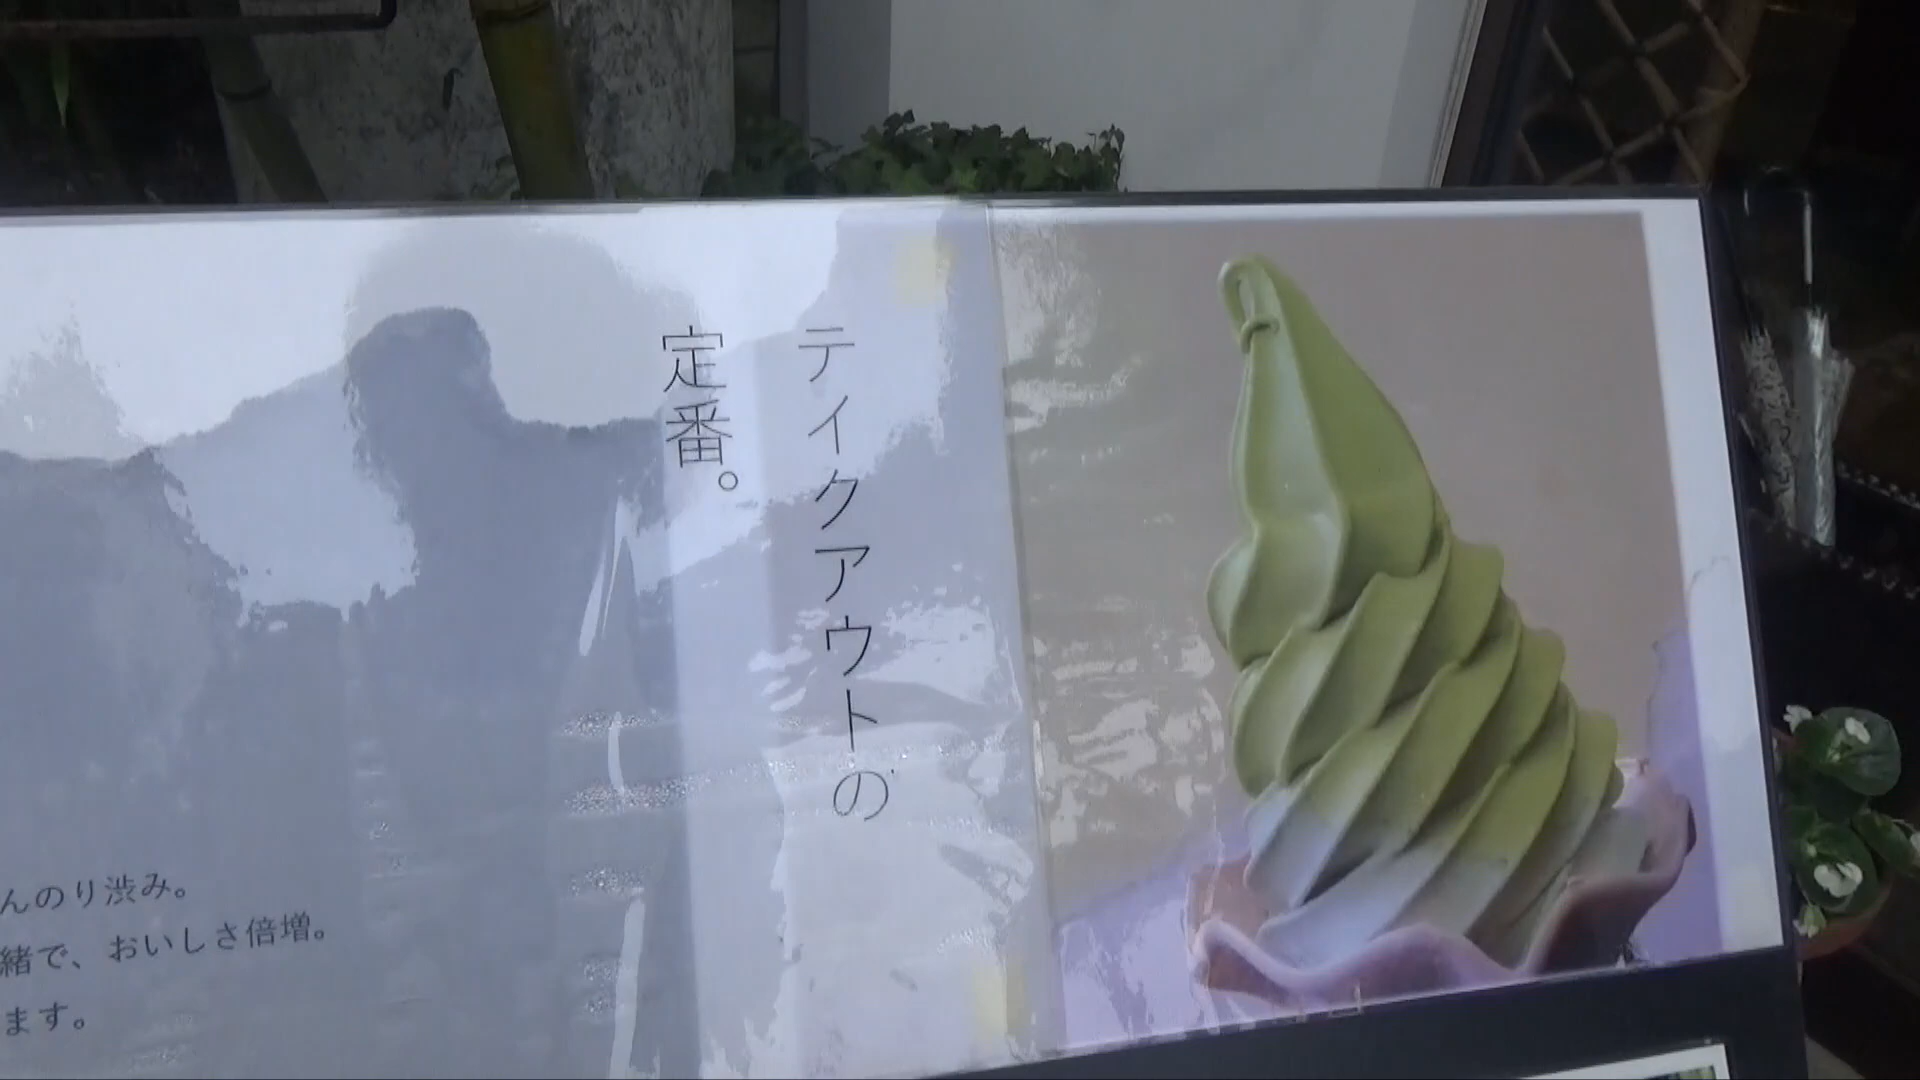 テイクアウトの
定番。
んのり渋み。
緒で、おいしさ倍増。
ます。